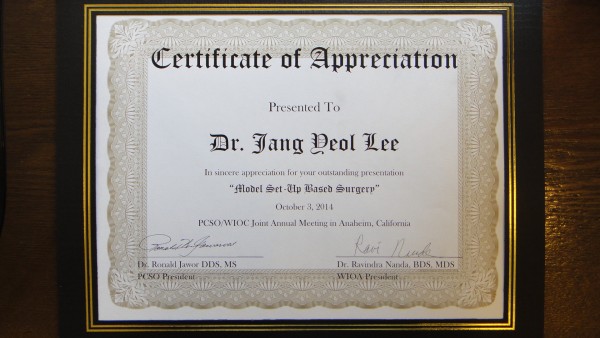 Certificate of Appreciation
Presented To
Dr. Jang Yeol Lee
In sincere appreciation for your outstanding presentation
"Model Set-Up Based Surgery"
October 3, 2014
PCSO/WIOC Joint Annual Meeting in Anaheim, California
Ravi Nanda
Dr. Ronald Jawor DDS, MS
Dr. Ravindra Nanda, BDS, MDS
PCSO President
WIOA President